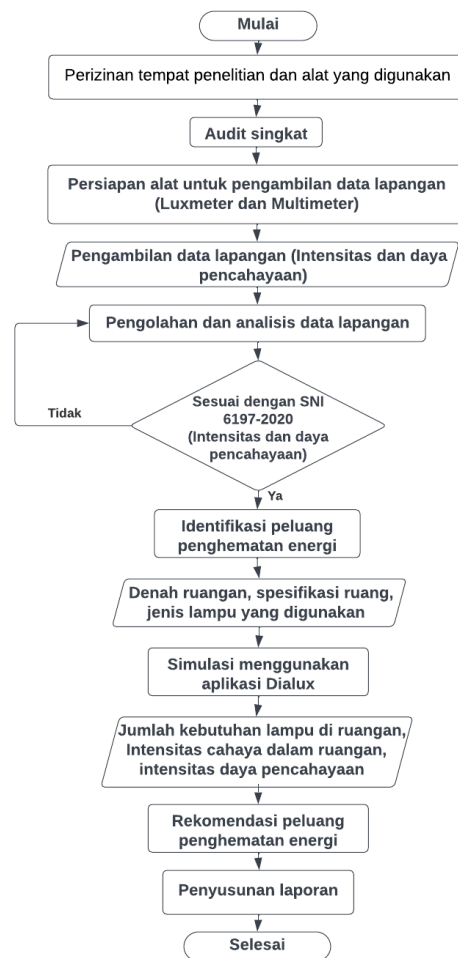 Mulai
Perizinan tempat penelitian dan alat yang digunakan
Audit singkat
Persiapan alat untuk pengambilan data lapangan
(Luxmeter dan Multimeter)
Pengambilan data lapangan (Intensitas dan daya
pencahayaan)
Pengolahan dan analisis data lapangan
Sesuai dengan SNI
6197-2020
(Intensitas dan daya
pencahayaan)
Tidak
Ya
Identifikasi peluang
penghematan energi
Denah ruangan, spesifikasi ruang,
jenis lampu yang digunakan
Simulasi menggunakan
aplikasi Dialux
Jumlah kebutuhan lampu di ruangan,
Intensitas cahaya dalam ruangan,
intensitas daya pencahayaan
Rekomendasi peluang
penghematan energi
Penyusunan laporan
Selesai